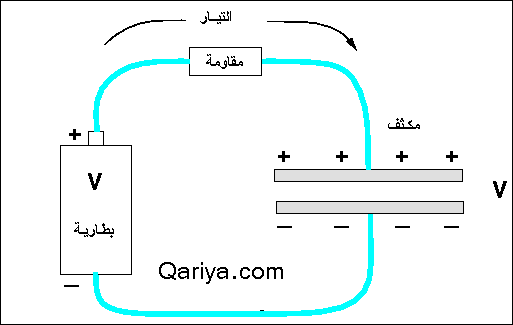 التيار
مقاومة
مكثف
+ + + + +
V
V
بطارية
− − − − −
Qariya.com